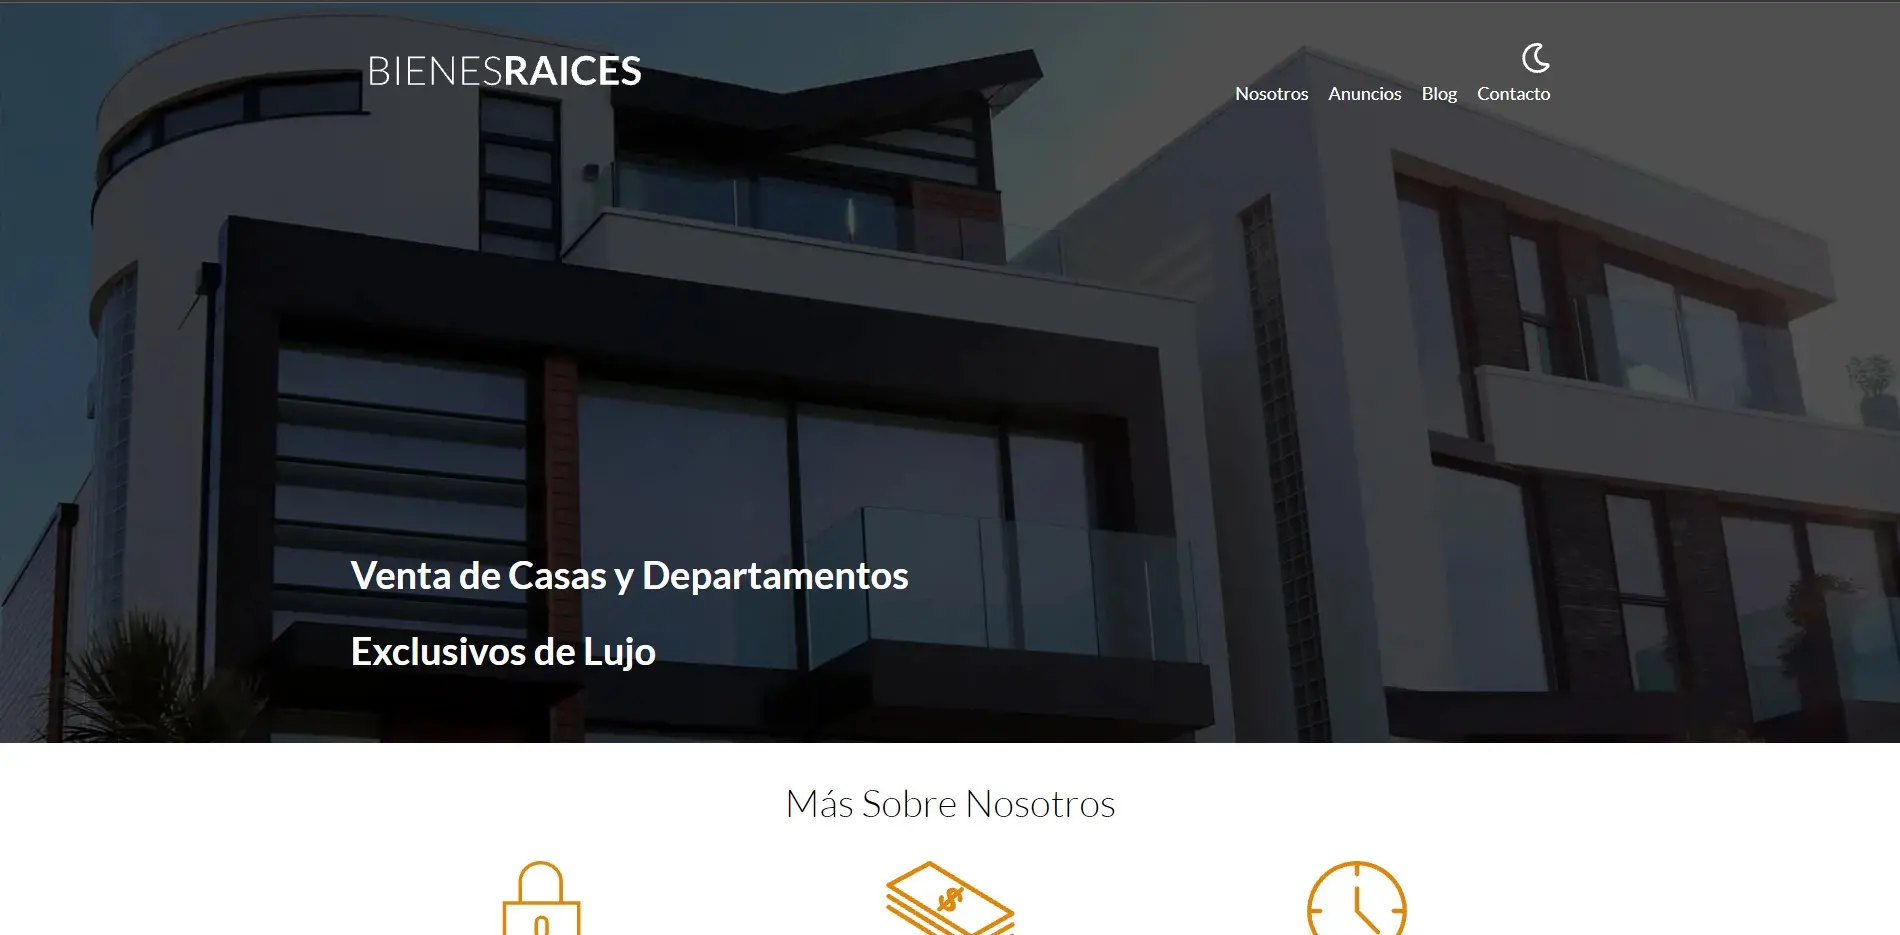 BIENESRAICES
Nosotros Anuncios Blog Contacto
Venta de Casas y Departamentos
Exclusivos de Lujo
Más Sobre Nosotros
$